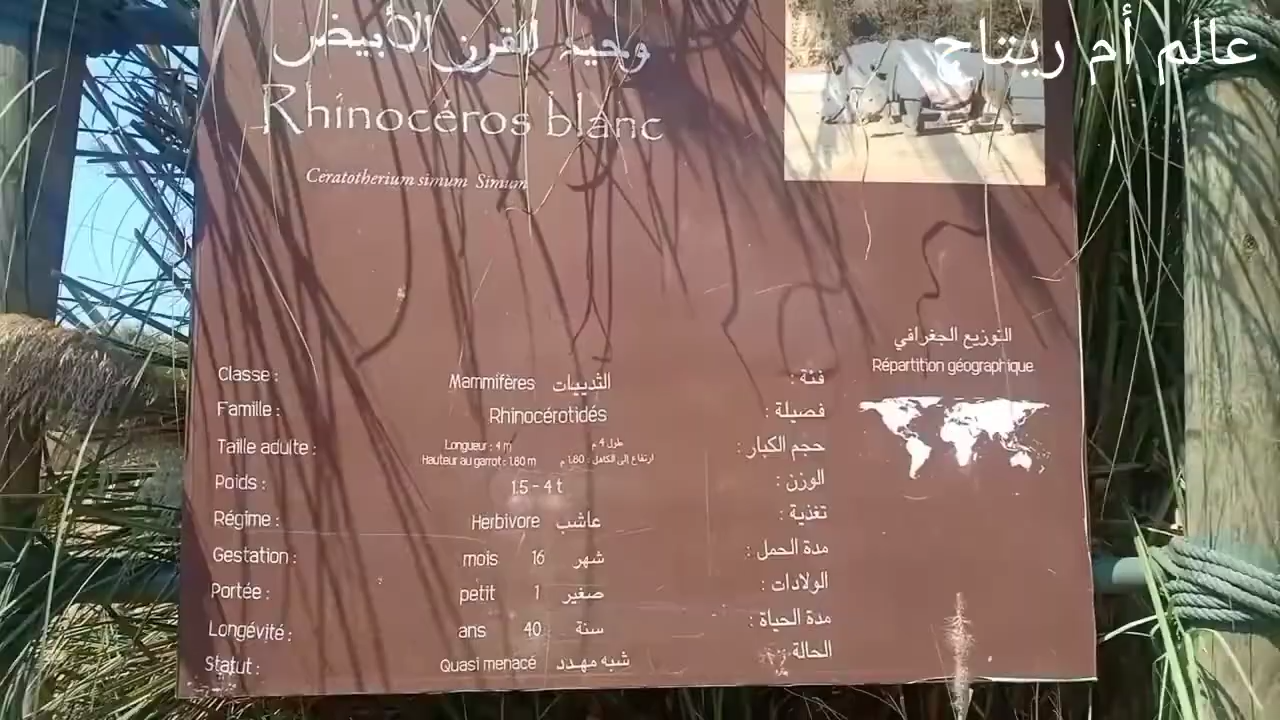 عالم أم ريتاج
وحيد القرن الأبيض
Rhinocéros blanc
Ceratotherium simum Simum
التوزيع الجغرافي
Répartition géographique
Classe : Mammifères الثدييات فئة :
Famille : Rhinocérotidés فصيلة :
Taille adulte : Longueur : 4 m طول 4 م حجم الكبار :
Hauteur au garrot : 1.80 m ارتفاع إلى الكاهل : 1.80 م
Poids : 1.5 - 4 t الوزن :
Régime : Herbivore عاشب تغذية :
Gestation : mois 16 شهر مدة الحمل :
Portée : petit 1 صغير الولادات :
Longévité : ans 40 سنة مدة الحياة :
Statut : Quasi menacé شبه مهدد الحالة :